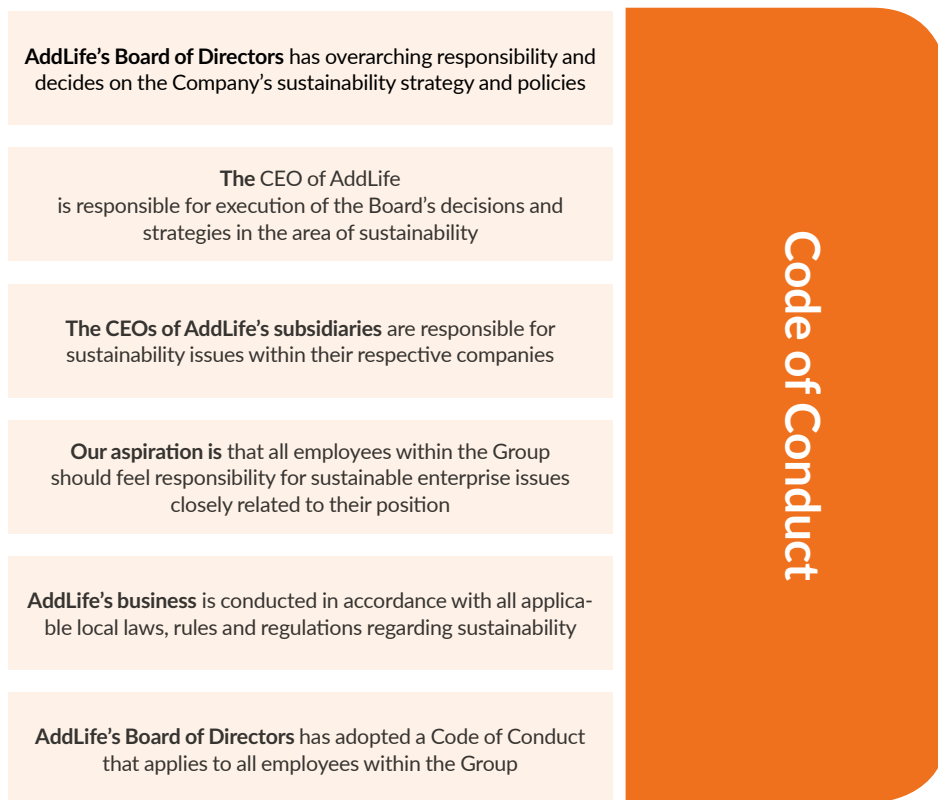 AddLife’s Board of Directors has overarching responsibility and
decides on the Company’s sustainability strategy and policies
The CEO of AddLife
is responsible for execution of the Board’s decisions and
strategies in the area of sustainability
The CEOs of AddLife’s subsidiaries are responsible for
sustainability issues within their respective companies
Our aspiration is that all employees within the Group
should feel responsibility for sustainable enterprise issues
closely related to their position
AddLife’s business is conducted in accordance with all applica-
ble local laws, rules and regulations regarding sustainability
AddLife’s Board of Directors has adopted a Code of Conduct
that applies to all employees within the Group
Code of Conduct